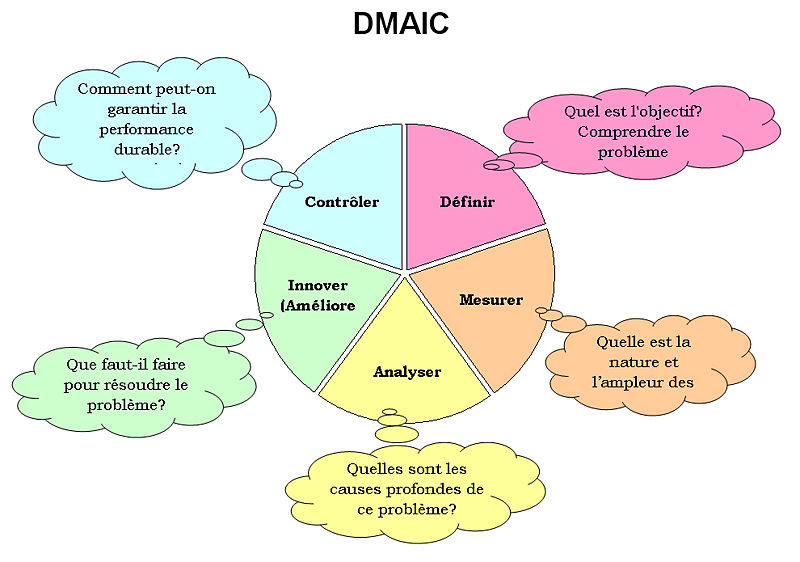 DMAIC
Comment peut-on
garantir la
performance
durable?
Quel est l'objectif?
Comprendre le
problème
Contrôler
Définir
Innover
(Améliore
Mesurer
Analyser
Que faut-il faire
pour résoudre le
problème?
Quelle est la
nature et
l'ampleur des
Quelles sont les
causes profondes de
ce problème?